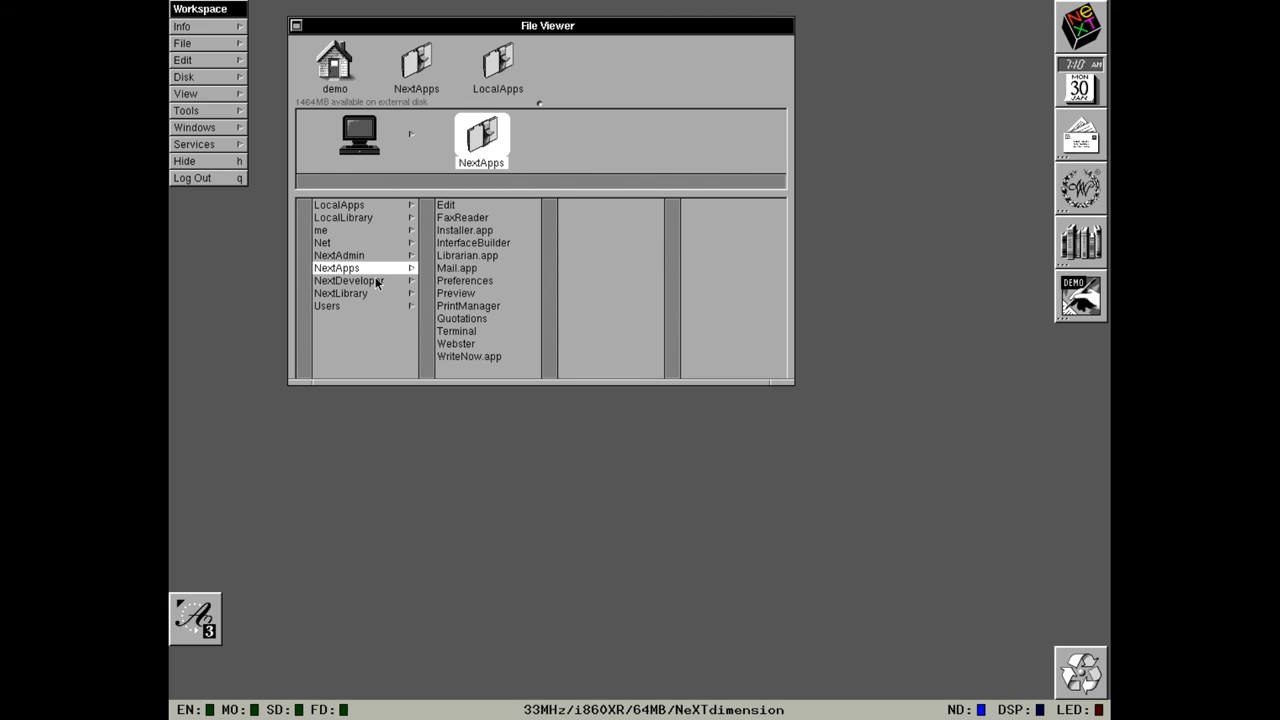 Workspace
Info
File
Edit
Disk
View
Tools
Windows
Services
Hide h
Log Out q
File Viewer
demo NextApps LocalApps
1464MB available on external disk
NextApps
LocalApps
LocalLibrary
me
Net
NextAdmin
NextApps
NextDeveloper
NextLibrary
Users
Edit
FaxReader
Installer.app
InterfaceBuilder
Librarian.app
Mail.app
Preferences
Preview
PrintManager
Quotations
Terminal
Webster
WriteNow.app
NeXT
7:10 AM
MON
30
JAN
W
DEMO
A 3
EN: MO: SD: FD: 33MHz/i860XR/64MB/NeXTdimension ND: DSP: LED: